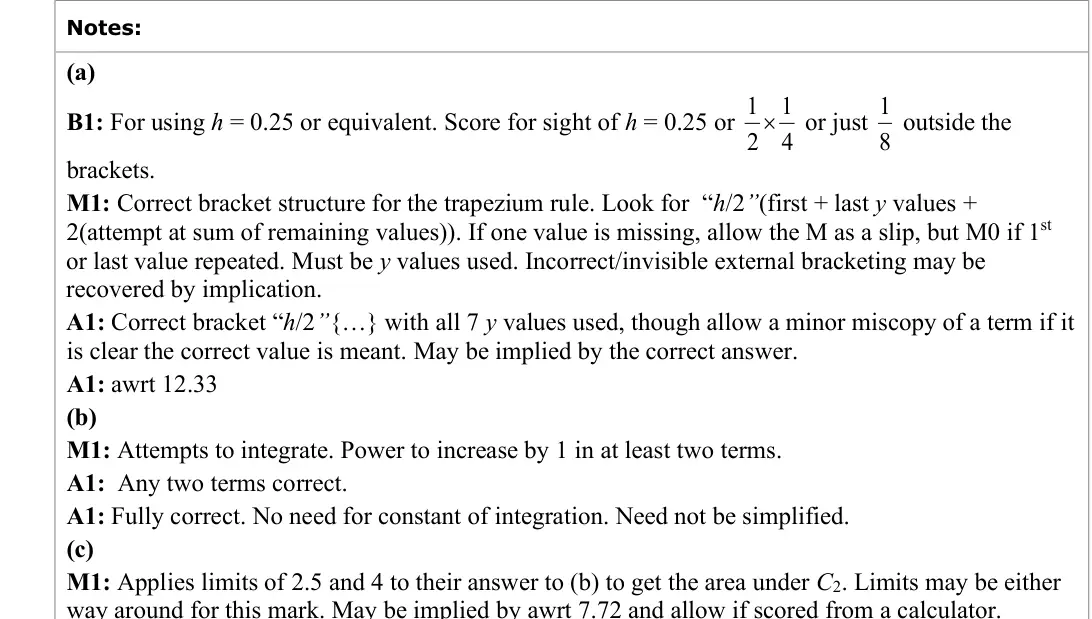 Notes:
(a)
B1: For using h = 0.25 or equivalent. Score for sight of h = 0.25 or 1/2 × 1/4 or just 1/8 outside the
brackets.
M1: Correct bracket structure for the trapezium rule. Look for “h/2”(first + last y values +
2(attempt at sum of remaining values)). If one value is missing, allow the M as a slip, but M0 if 1st
or last value repeated. Must be y values used. Incorrect/invisible external bracketing may be
recovered by implication.
A1: Correct bracket “h/2”{…} with all 7 y values used, though allow a minor miscopy of a term if it
is clear the correct value is meant. May be implied by the correct answer.
A1: awrt 12.33
(b)
M1: Attempts to integrate. Power to increase by 1 in at least two terms.
A1: Any two terms correct.
A1: Fully correct. No need for constant of integration. Need not be simplified.
(c)
M1: Applies limits of 2.5 and 4 to their answer to (b) to get the area under C2. Limits may be either
way around for this mark. May be implied by awrt 7.72 and allow if scored from a calculator.